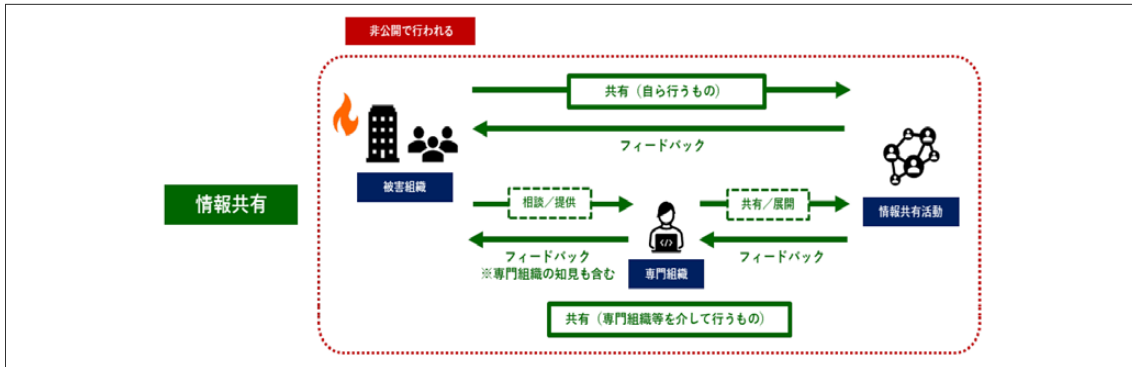 非公開で行われる
共有（自ら行うもの）
フィードバック
被害組織
情報共有
相談／提供
共有／展開
情報共有活動
フィードバック
※専門組織の知見も含む
</>
専門組織
フィードバック
共有（専門組織等を介して行うもの）